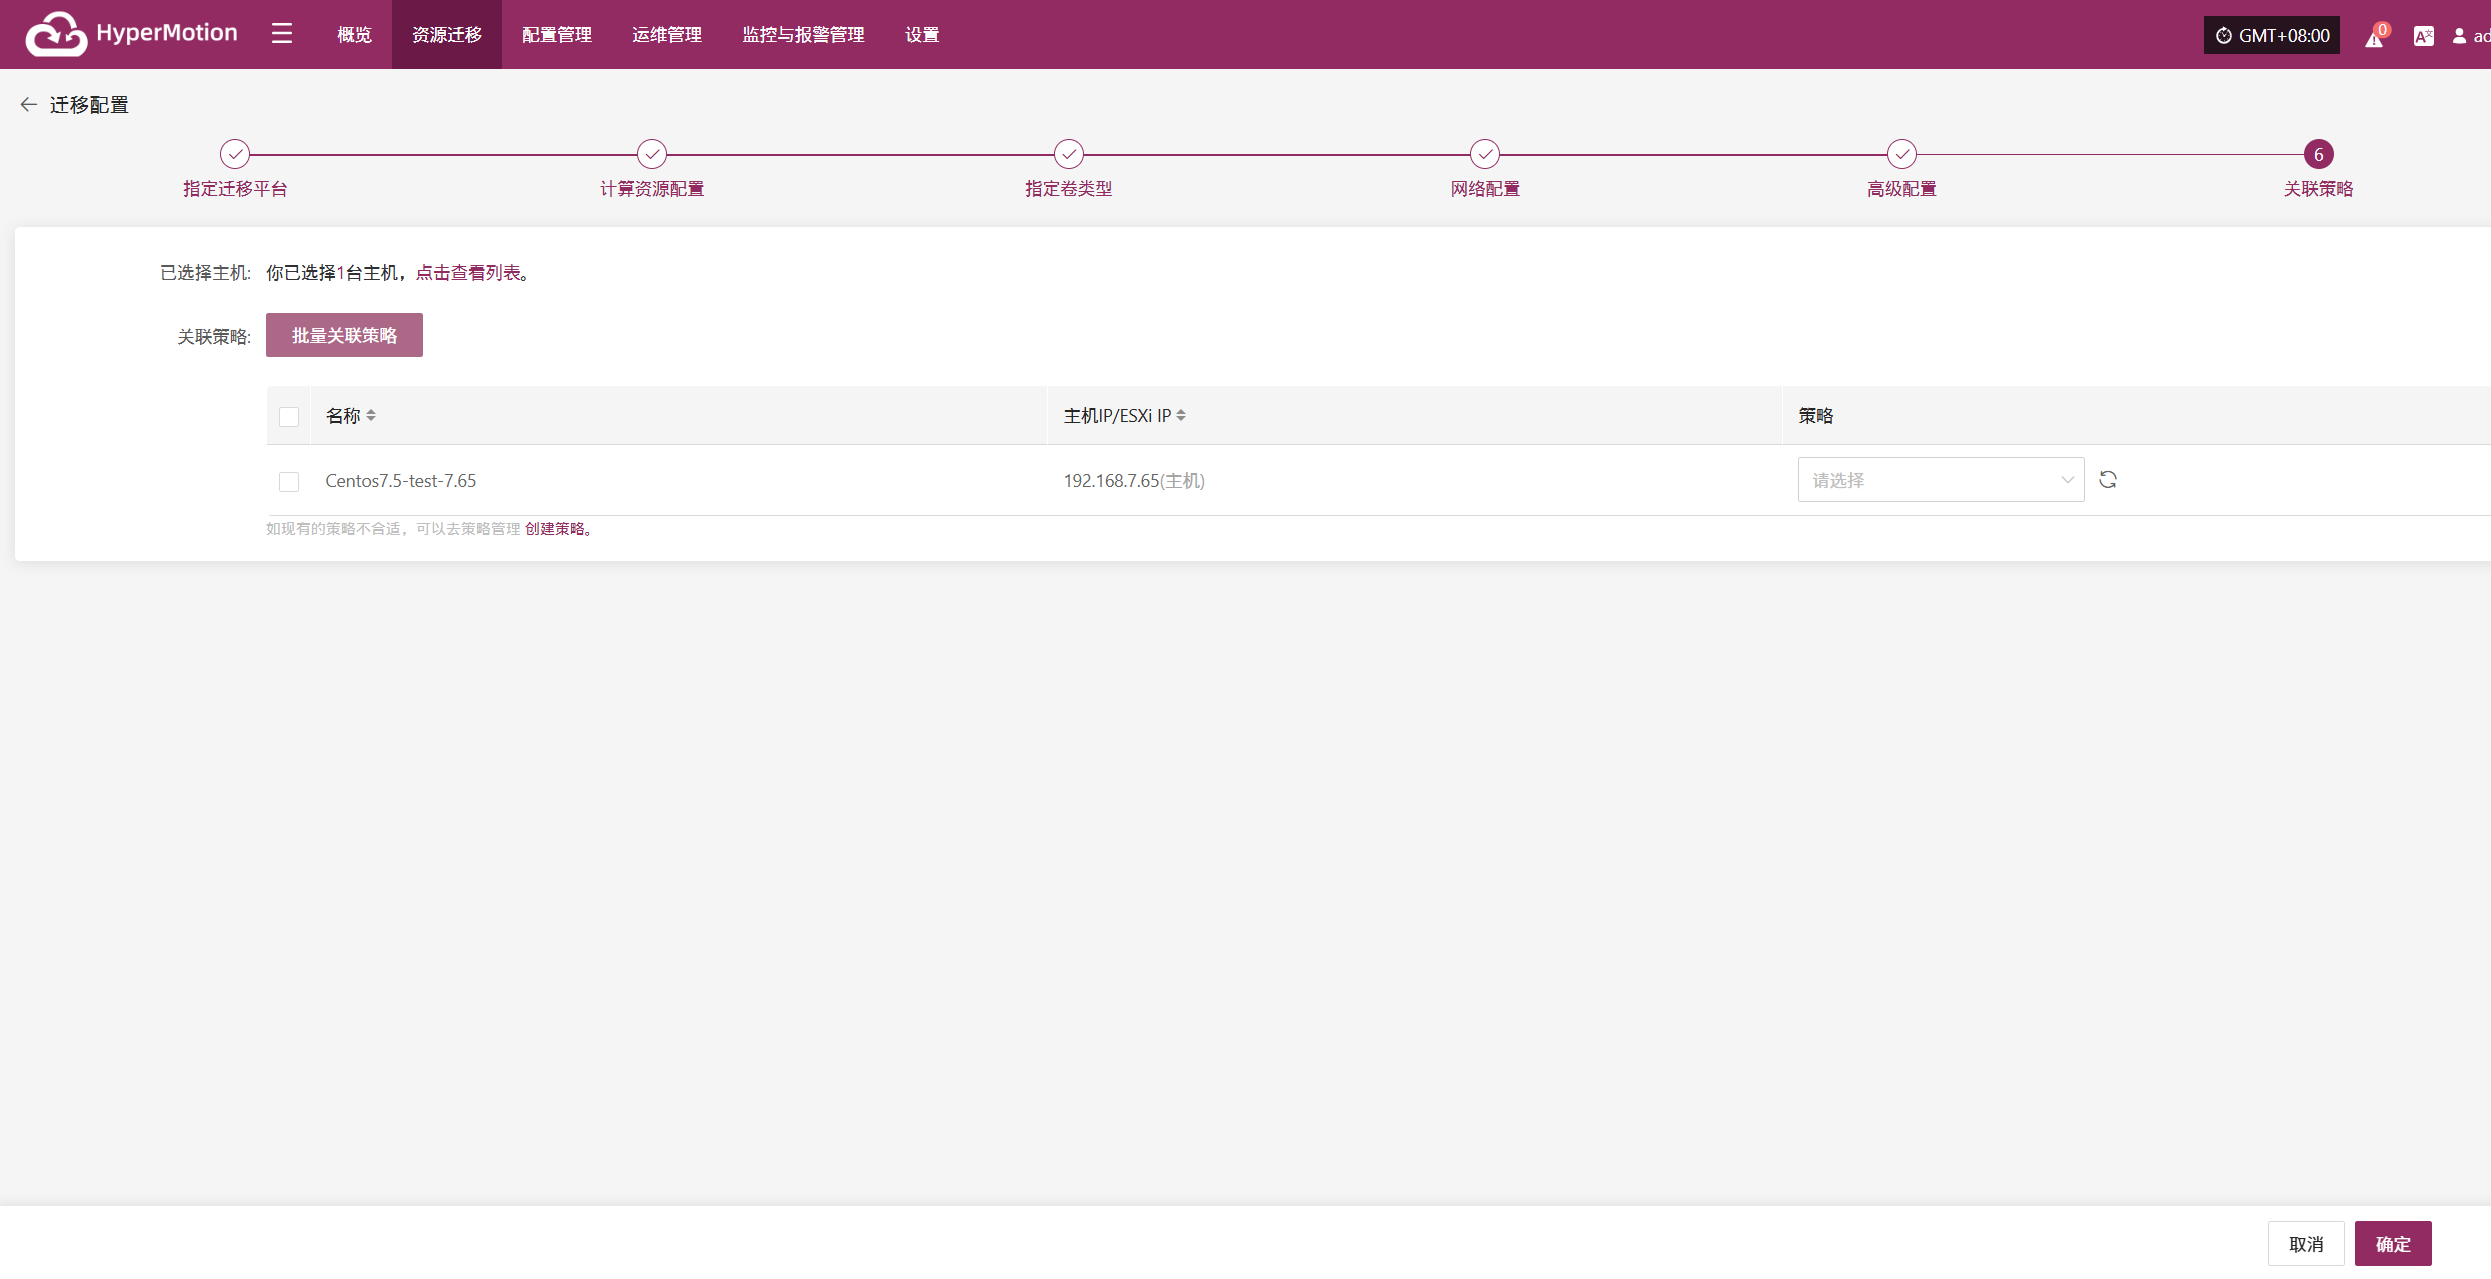 HyperMotion 概览 资源迁移 配置管理 运维管理 监控与报警管理 设置 GMT+08:00 0 A文 ad
迁移配置
6
指定迁移平台 计算资源配置 指定卷类型 网络配置 高级配置 关联策略
已选择主机: 你已选择1台主机，点击查看列表。
关联策略: 批量关联策略
名称 主机IP/ESXi IP 策略
Centos7.5-test-7.65 192.168.7.65(主机) 请选择
如现有的策略不合适，可以去策略管理 创建策略。
取消 确定